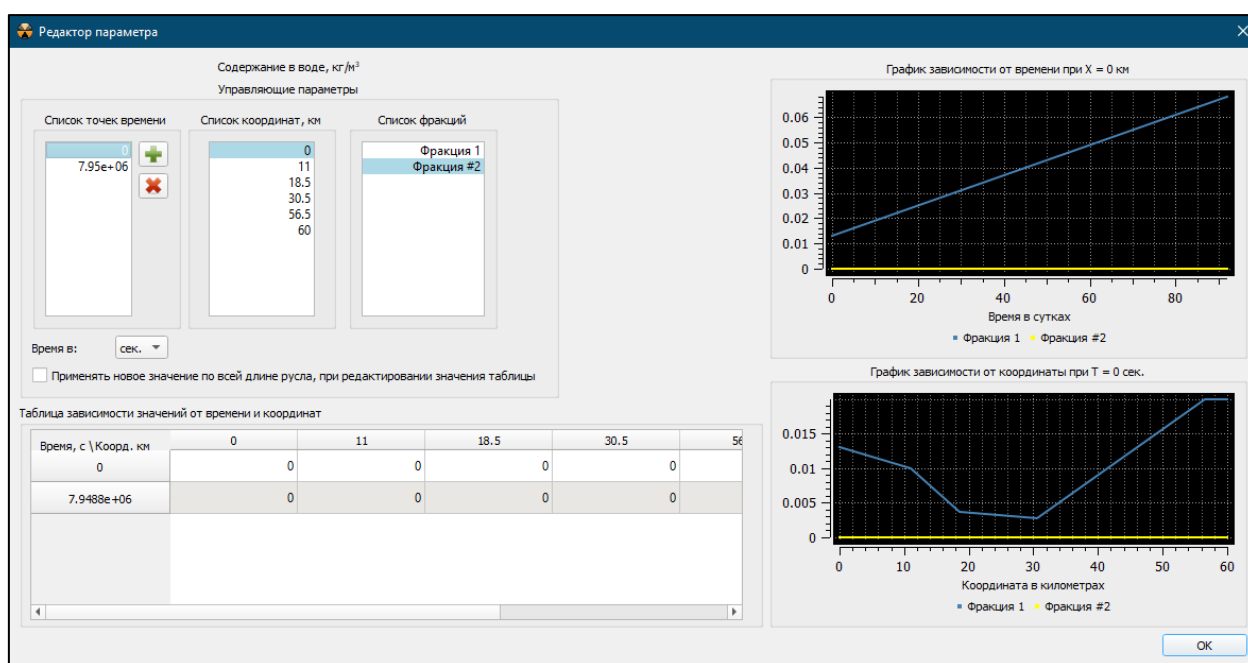 Редактор параметра
Содержание в воде, кг/м³
Управляющие параметры
Список точек времени
Список координат, км
Список фракций
0
7.95e+06
0
11
18.5
30.5
56.5
60
Фракция 1
Фракция #2
Время в:
сек.
Применять новое значение по всей длине русла, при редактировании значения таблицы
Таблица зависимости значений от времени и координат
Время, с \ Коорд. км 0 11 18.5 30.5 56
0 0 0 0 0
7.9488e+06 0 0 0 0
График зависимости от времени при X = 0 км
0.06
0.05
0.04
0.03
0.02
0.01
0
0 20 40 60 80
Время в сутках
Фракция 1 Фракция #2
График зависимости от координаты при T = 0 сек.
0.015
0.01
0.005
0
0 10 20 30 40 50 60
Координата в километрах
Фракция 1 Фракция #2
OK